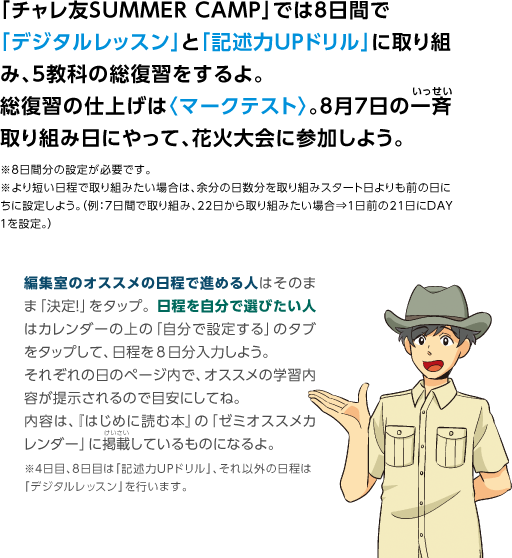 「チャレ友SUMMER CAMP」では8日間で
「デジタルレッスン」と「記述力UPドリル」に取り組
み、5教科の総復習をするよ。
総復習の仕上げは〈マークテスト〉。8月7日の一斉
いっせい
取り組み日にやって、花火大会に参加しよう。
※8日間分の設定が必要です。
※より短い日程で取り組みたい場合は、余分の日数分を取り組みスタート日よりも前の日に
ちに設定しよう。（例：7日間で取り組み、22日から取り組みたい場合⇒1日前の21日にDAY
1を設定。）
編集室のオススメの日程で進める人はそのま
ま「決定!」をタップ。日程を自分で選びたい人
はカレンダーの上の「自分で設定する」のタブ
をタップして、日程を8日分入力しよう。
それぞれの日のページ内で、オススメの学習内
容が提示されるので目安にしてね。
内容は、『はじめに読む本』の「ゼミオススメカ
レンダー」に掲載しているものになるよ。
けいさい
※4日目、8日目は「記述力UPドリル」、それ以外の日程は
「デジタルレッスン」を行います。